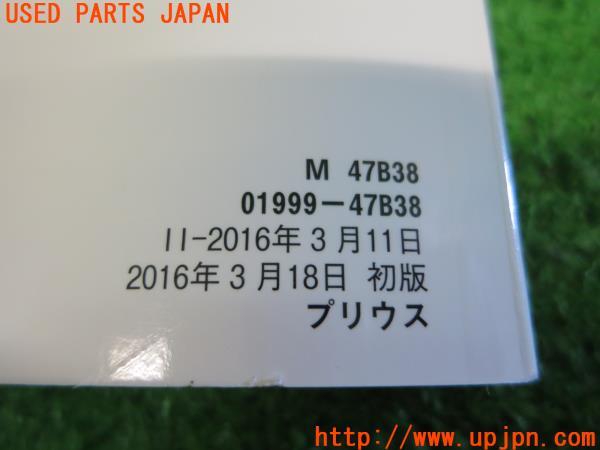 USED PARTS JAPAN
M 47B38
01999-47B38
II-2016年3月11日
2016年3月18日 初版
プリウス
http://www.upjpn.com